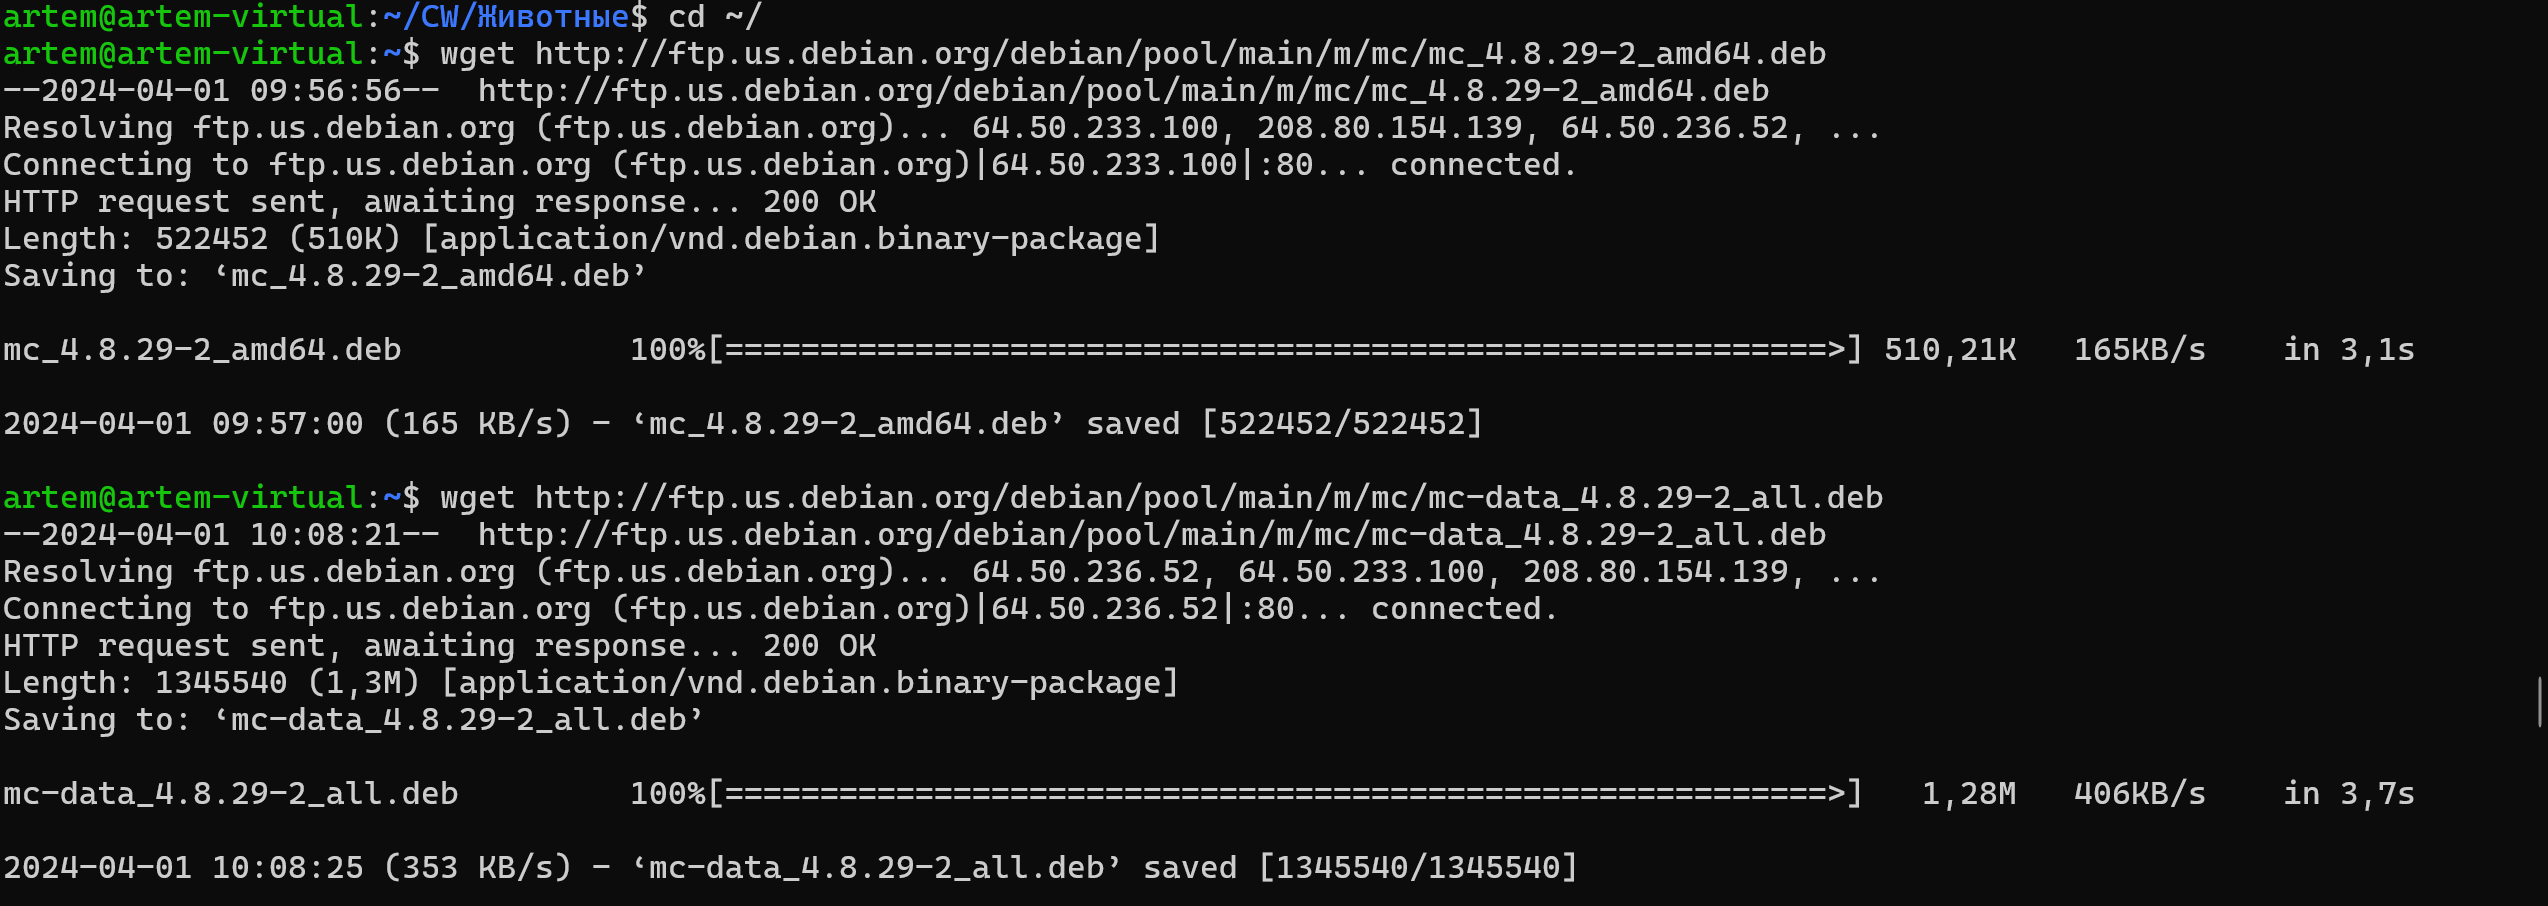 artem@artem-virtual:~/CW/Животные$ cd ~/
artem@artem-virtual:~$ wget http://ftp.us.debian.org/debian/pool/main/m/mc/mc_4.8.29-2_amd64.deb
--2024-04-01 09:56:56--  http://ftp.us.debian.org/debian/pool/main/m/mc/mc_4.8.29-2_amd64.deb
Resolving ftp.us.debian.org (ftp.us.debian.org)... 64.50.233.100, 208.80.154.139, 64.50.236.52, ...
Connecting to ftp.us.debian.org (ftp.us.debian.org)|64.50.233.100|:80... connected.
HTTP request sent, awaiting response... 200 OK
Length: 522452 (510K) [application/vnd.debian.binary-package]
Saving to: ‘mc_4.8.29-2_amd64.deb’
mc_4.8.29-2_amd64.deb            100%[==========================================================>] 510,21K   165KB/s    in 3,1s
2024-04-01 09:57:00 (165 KB/s) - ‘mc_4.8.29-2_amd64.deb’ saved [522452/522452]
artem@artem-virtual:~$ wget http://ftp.us.debian.org/debian/pool/main/m/mc/mc-data_4.8.29-2_all.deb
--2024-04-01 10:08:21--  http://ftp.us.debian.org/debian/pool/main/m/mc/mc-data_4.8.29-2_all.deb
Resolving ftp.us.debian.org (ftp.us.debian.org)... 64.50.236.52, 64.50.233.100, 208.80.154.139, ...
Connecting to ftp.us.debian.org (ftp.us.debian.org)|64.50.236.52|:80... connected.
HTTP request sent, awaiting response... 200 OK
Length: 1345540 (1,3M) [application/vnd.debian.binary-package]
Saving to: ‘mc-data_4.8.29-2_all.deb’
mc-data_4.8.29-2_all.deb         100%[==========================================================>]   1,28M   406KB/s    in 3,7s
2024-04-01 10:08:25 (353 KB/s) - ‘mc-data_4.8.29-2_all.deb’ saved [1345540/1345540]